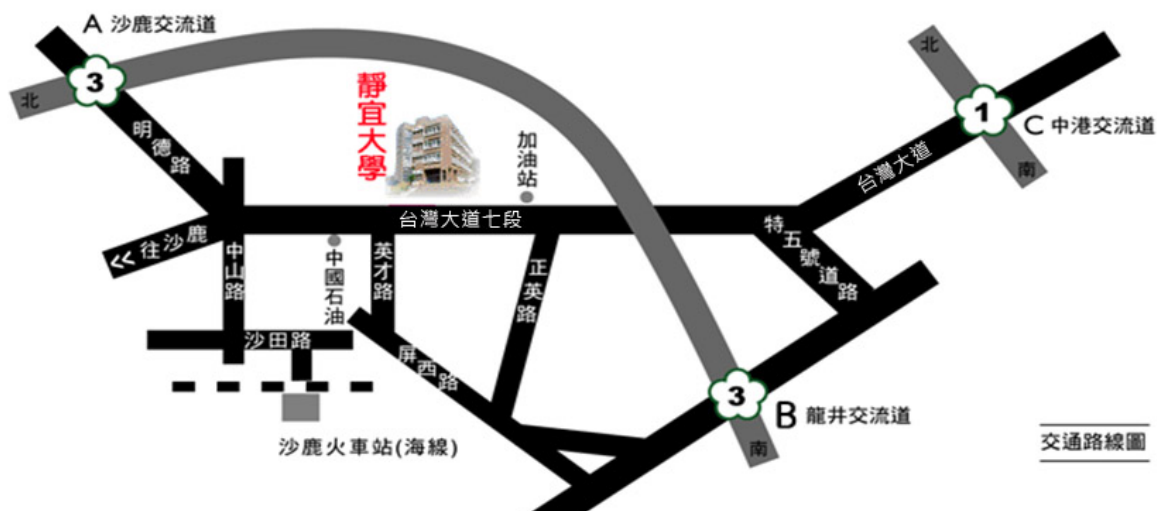 A 沙鹿交流道
3
北
明德路
靜宜大學
加油站
北
1
C 中港交流道
南
台灣大道
台灣大道七段
<<往沙鹿
中山路
中國石油
英才路
正英路
特五號道路
沙田路
屏西路
3
B 龍井交流道
南
沙鹿火車站(海線)
交通路線圖